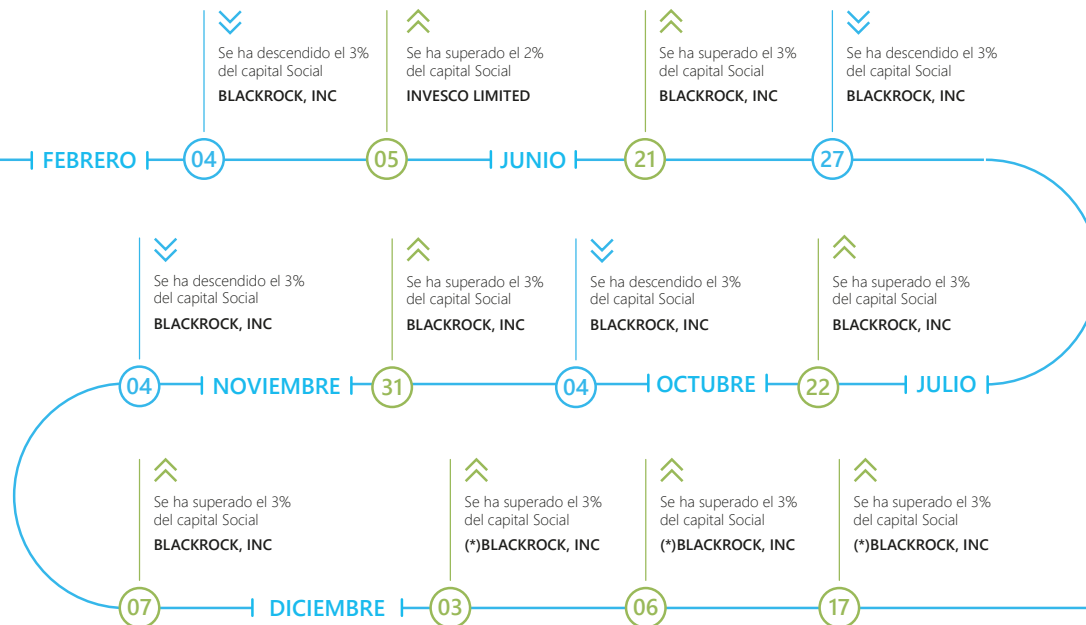 Se ha descendido el 3%
del capital Social
BLACKROCK, INC
Se ha superado el 2%
del capital Social
INVESCO LIMITED
Se ha superado el 3%
del capital Social
BLACKROCK, INC
Se ha descendido el 3%
del capital Social
BLACKROCK, INC
FEBRERO
04
05
JUNIO
21
27
Se ha descendido el 3%
del capital Social
BLACKROCK, INC
Se ha superado el 3%
del capital Social
BLACKROCK, INC
Se ha descendido el 3%
del capital Social
BLACKROCK, INC
Se ha superado el 3%
del capital Social
BLACKROCK, INC
04
NOVIEMBRE
31
04
OCTUBRE
22
JULIO
Se ha superado el 3%
del capital Social
BLACKROCK, INC
Se ha superado el 3%
del capital Social
(*)BLACKROCK, INC
Se ha superado el 3%
del capital Social
(*)BLACKROCK, INC
Se ha superado el 3%
del capital Social
(*)BLACKROCK, INC
07
DICIEMBRE
03
06
17